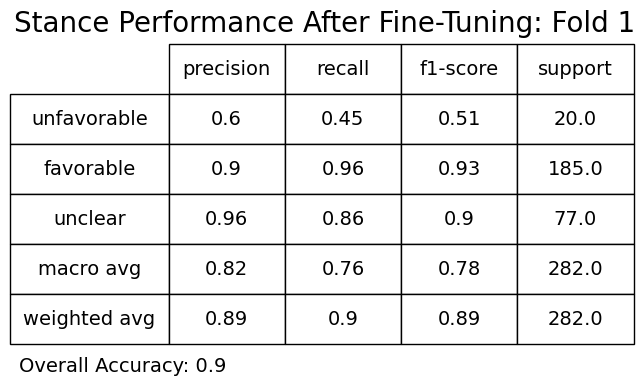 Stance Performance After Fine-Tuning: Fold 1
precision recall f1-score support
unfavorable 0.6 0.45 0.51 20.0
favorable 0.9 0.96 0.93 185.0
unclear 0.96 0.86 0.9 77.0
macro avg 0.82 0.76 0.78 282.0
weighted avg 0.89 0.9 0.89 282.0
Overall Accuracy: 0.9